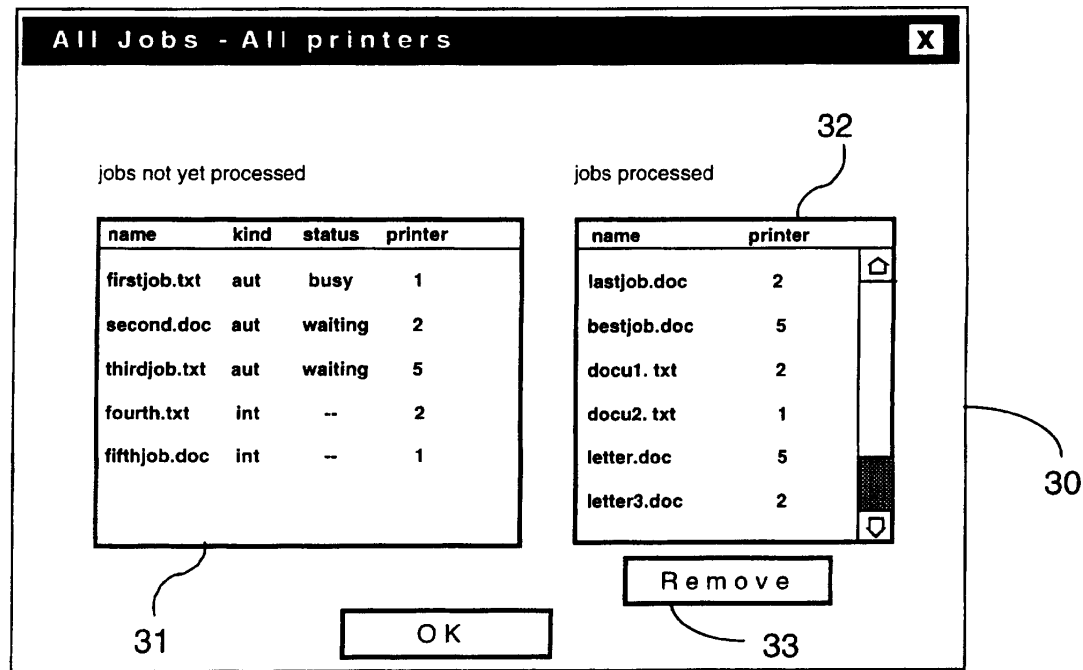 All Jobs - All printers X
32
jobs not yet processed jobs processed
name kind status printer name printer
firstjob.txt aut busy 1 lastjob.doc 2
second.doc aut waiting 2 bestjob.doc 5
thirdjob.txt aut waiting 5 docu1. txt 2
fourth.txt int -- 2 docu2. txt 1
fifthjob.doc int -- 1 letter.doc 5
30
letter3.doc 2
Remove
31 OK 33